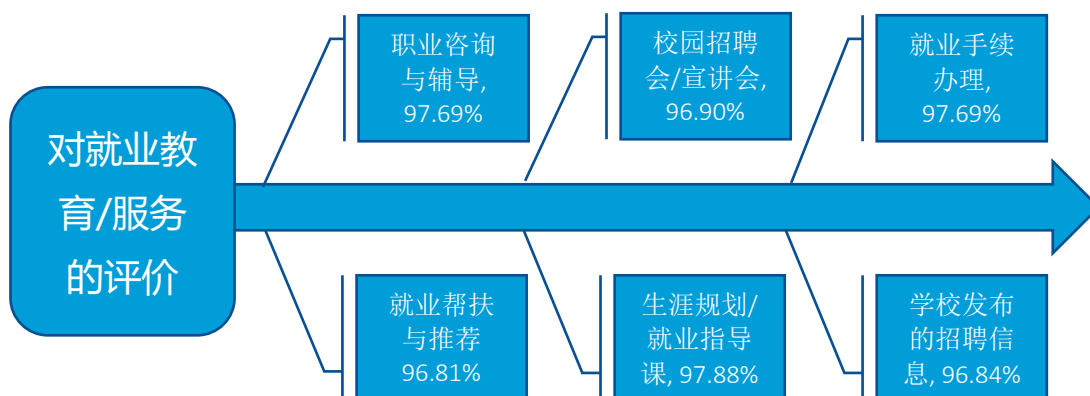 对就业教
育/服务
的评价
职业咨询
与辅导,
97.69%
校园招聘
会/宣讲会,
96.90%
就业手续
办理,
97.69%
就业帮扶
与推荐
96.81%
生涯规划/
就业指导
课, 97.88%
学校发布
的招聘信
息, 96.84%